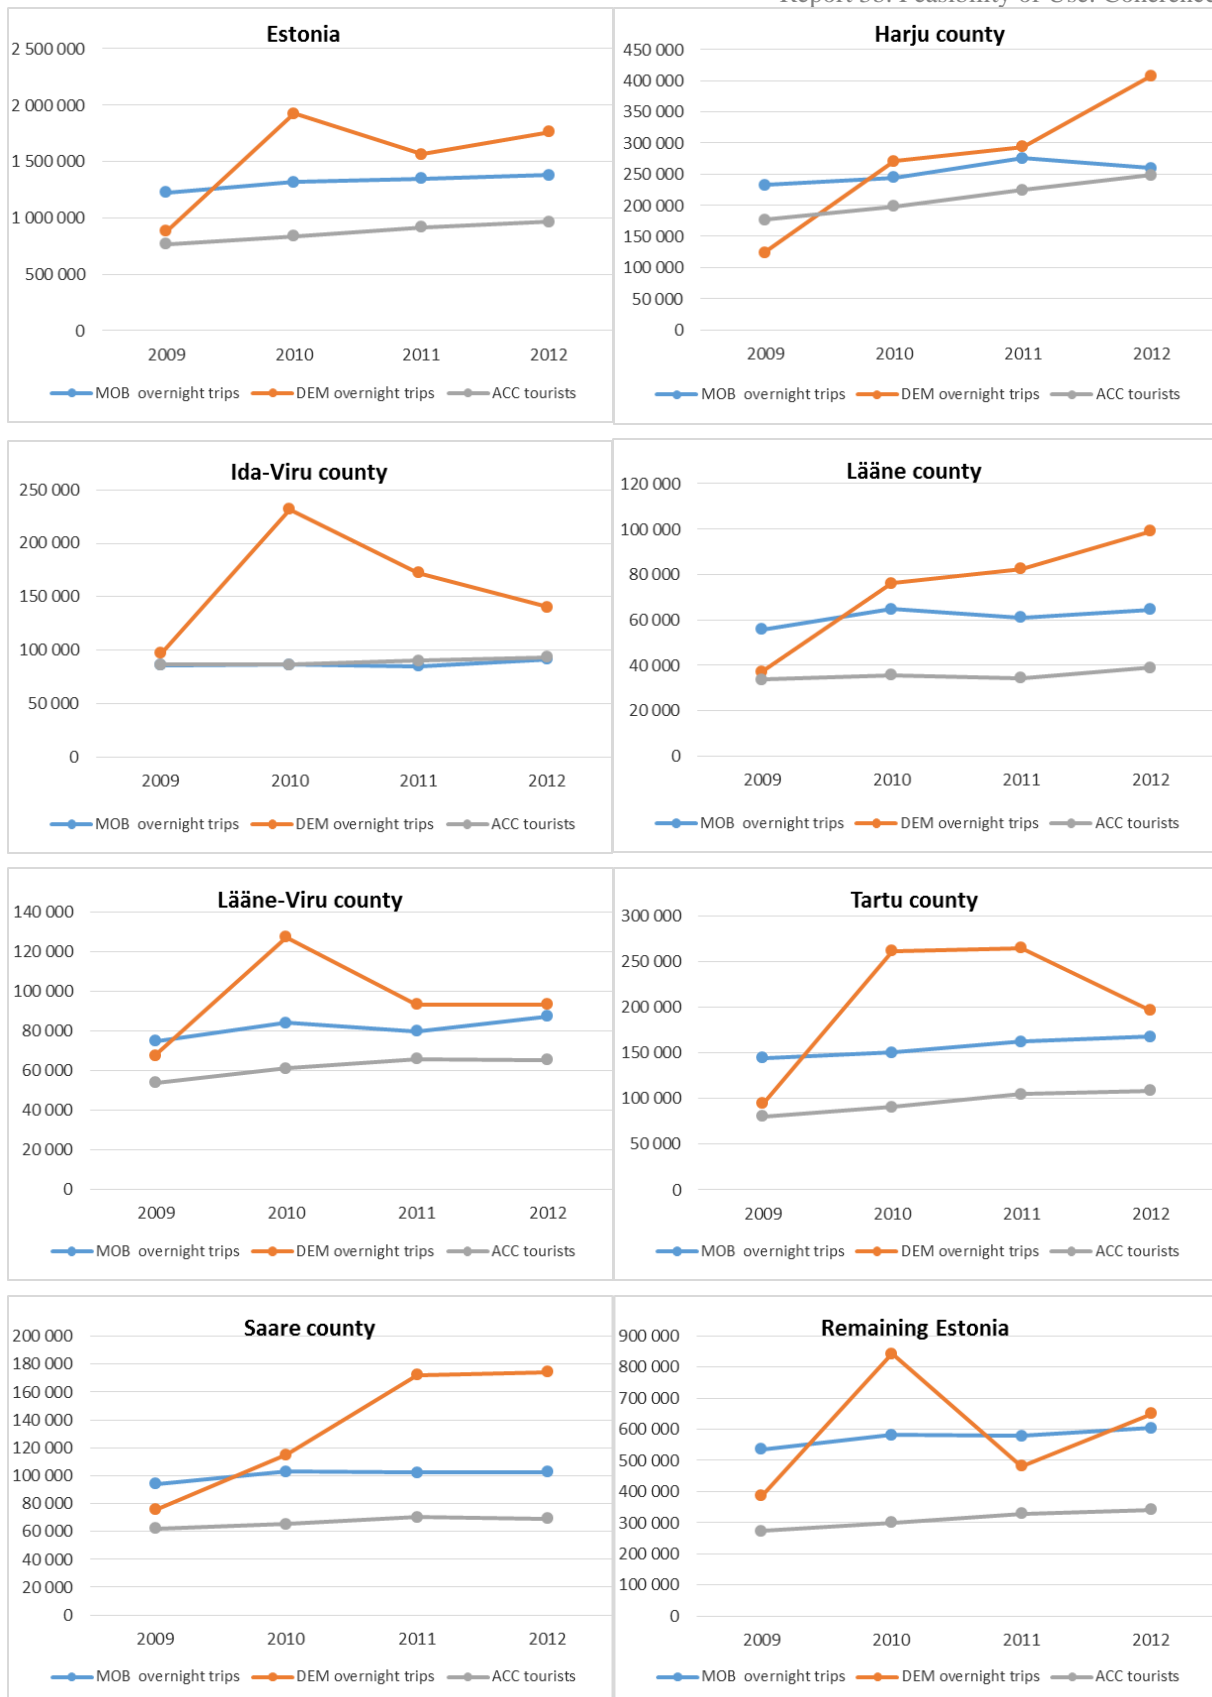 Report 3b. Feasibility of Use. Coherence
Estonia
2 500 000
2 000 000
1 500 000
1 000 000
500 000
0
2009 2010 2011 2012
MOB overnight trips DEM overnight trips ACC tourists
Harju county
450 000
400 000
350 000
300 000
250 000
200 000
150 000
100 000
50 000
0
2009 2010 2011 2012
MOB overnight trips DEM overnight trips ACC tourists
Ida-Viru county
250 000
200 000
150 000
100 000
50 000
0
2009 2010 2011 2012
MOB overnight trips DEM overnight trips ACC tourists
Lääne county
120 000
100 000
80 000
60 000
40 000
20 000
0
2009 2010 2011 2012
MOB overnight trips DEM overnight trips ACC tourists
Lääne-Viru county
140 000
120 000
100 000
80 000
60 000
40 000
20 000
0
2009 2010 2011 2012
MOB overnight trips DEM overnight trips ACC tourists
Tartu county
300 000
250 000
200 000
150 000
100 000
50 000
0
2009 2010 2011 2012
MOB overnight trips DEM overnight trips ACC tourists
Saare county
200 000
180 000
160 000
140 000
120 000
100 000
80 000
60 000
40 000
20 000
0
2009 2010 2011 2012
MOB overnight trips DEM overnight trips ACC tourists
Remaining Estonia
900 000
800 000
700 000
600 000
500 000
400 000
300 000
200 000
100 000
0
2009 2010 2011 2012
MOB overnight trips DEM overnight trips ACC tourists